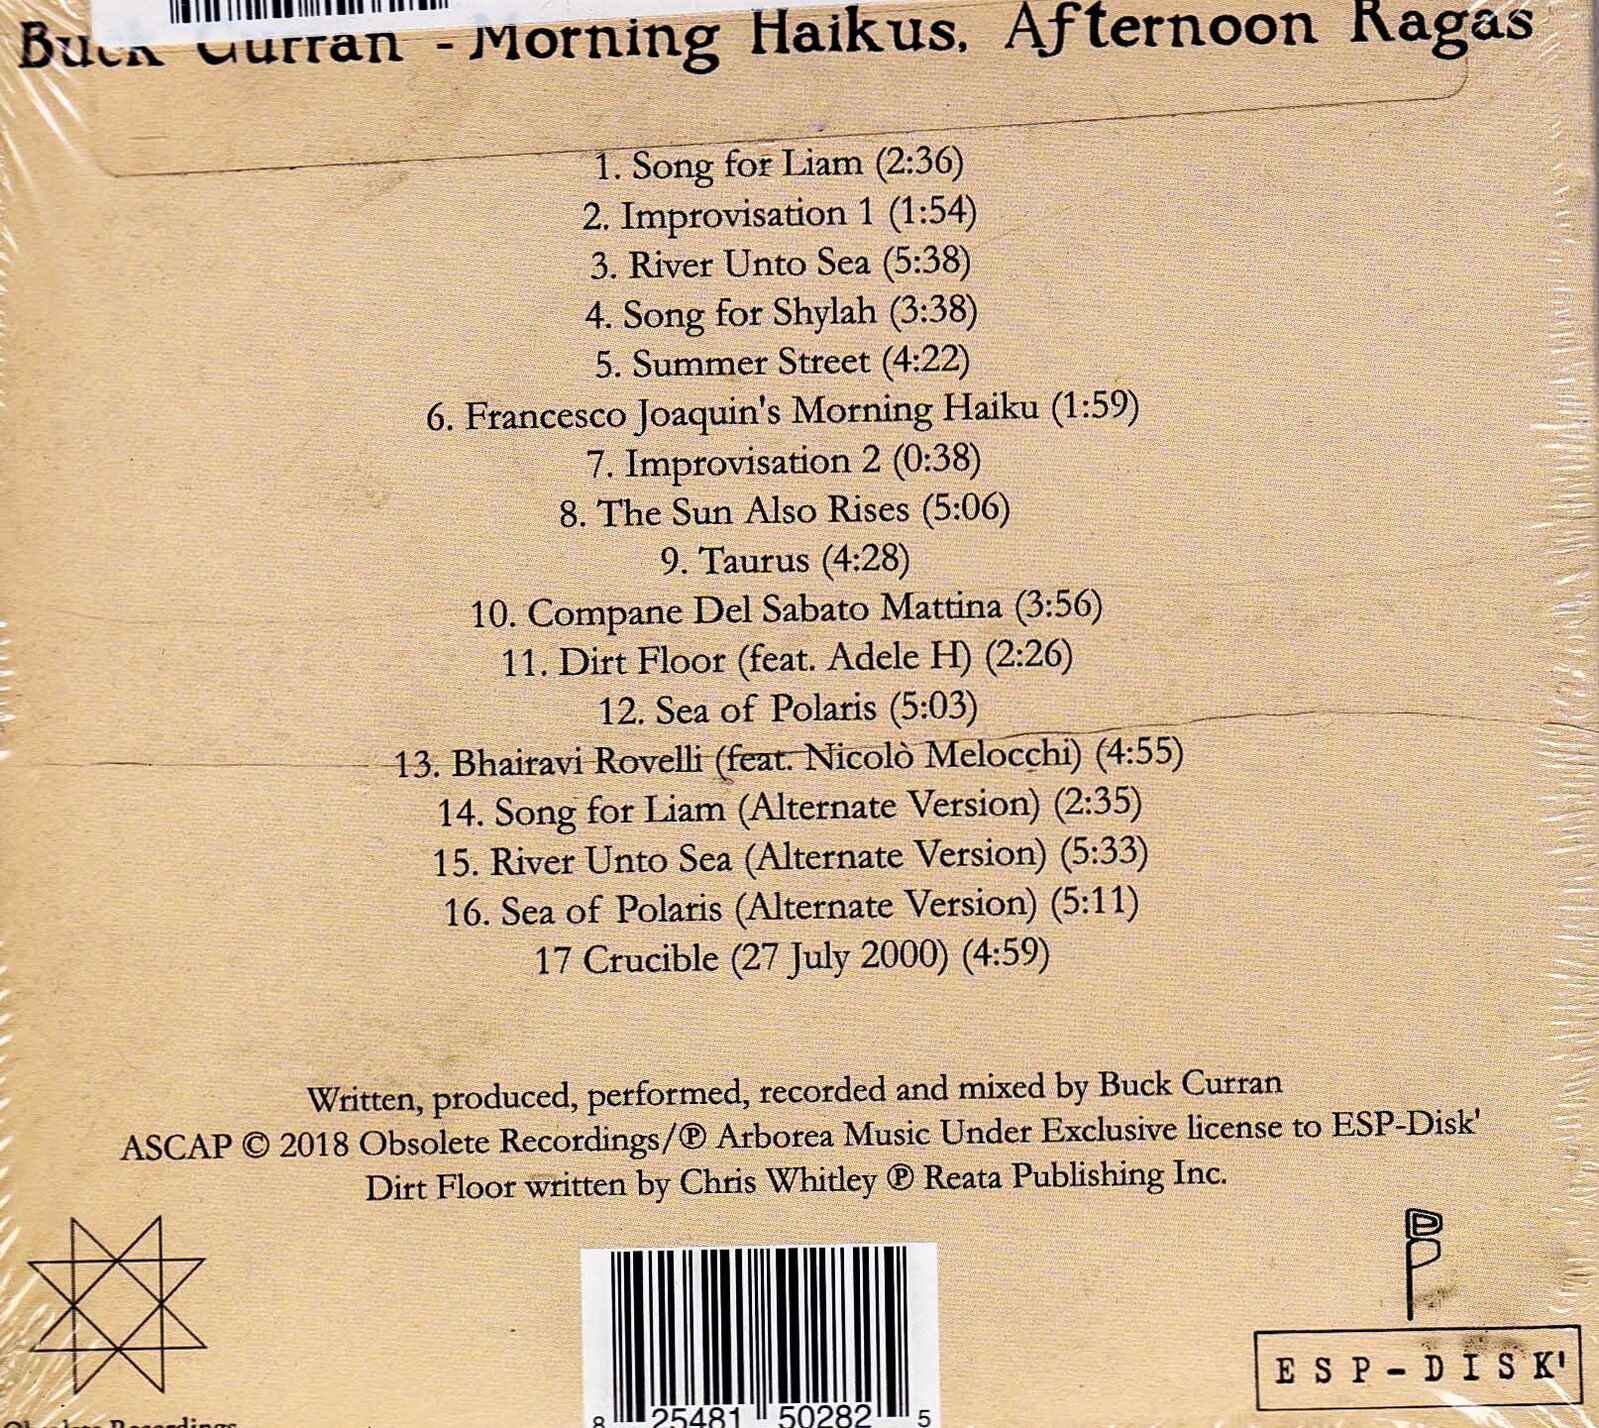 Buck Curran - Morning Haikus, Afternoon Ragas
1. Song for Liam (2:36)
2. Improvisation 1 (1:54)
3. River Unto Sea (5:38)
4. Song for Shylah (3:38)
5. Summer Street (4:22)
6. Francesco Joaquin's Morning Haiku (1:59)
7. Improvisation 2 (0:38)
8. The Sun Also Rises (5:06)
9. Taurus (4:28)
10. Compane Del Sabato Mattina (3:56)
11. Dirt Floor (feat. Adele H) (2:26)
12. Sea of Polaris (5:03)
13. Bhairavi Rovelli (feat. Nicolò Melocchi) (4:55)
14. Song for Liam (Alternate Version) (2:35)
15. River Unto Sea (Alternate Version) (5:33)
16. Sea of Polaris (Alternate Version) (5:11)
17 Crucible (27 July 2000) (4:59)
Written, produced, performed, recorded and mixed by Buck Curran
ASCAP © 2018 Obsolete Recordings/℗ Arborea Music Under Exclusive license to ESP-Disk'
Dirt Floor written by Chris Whitley ℗ Reata Publishing Inc.
ESP-DISK'
8 25481 50282 5
Obsolete Recordings